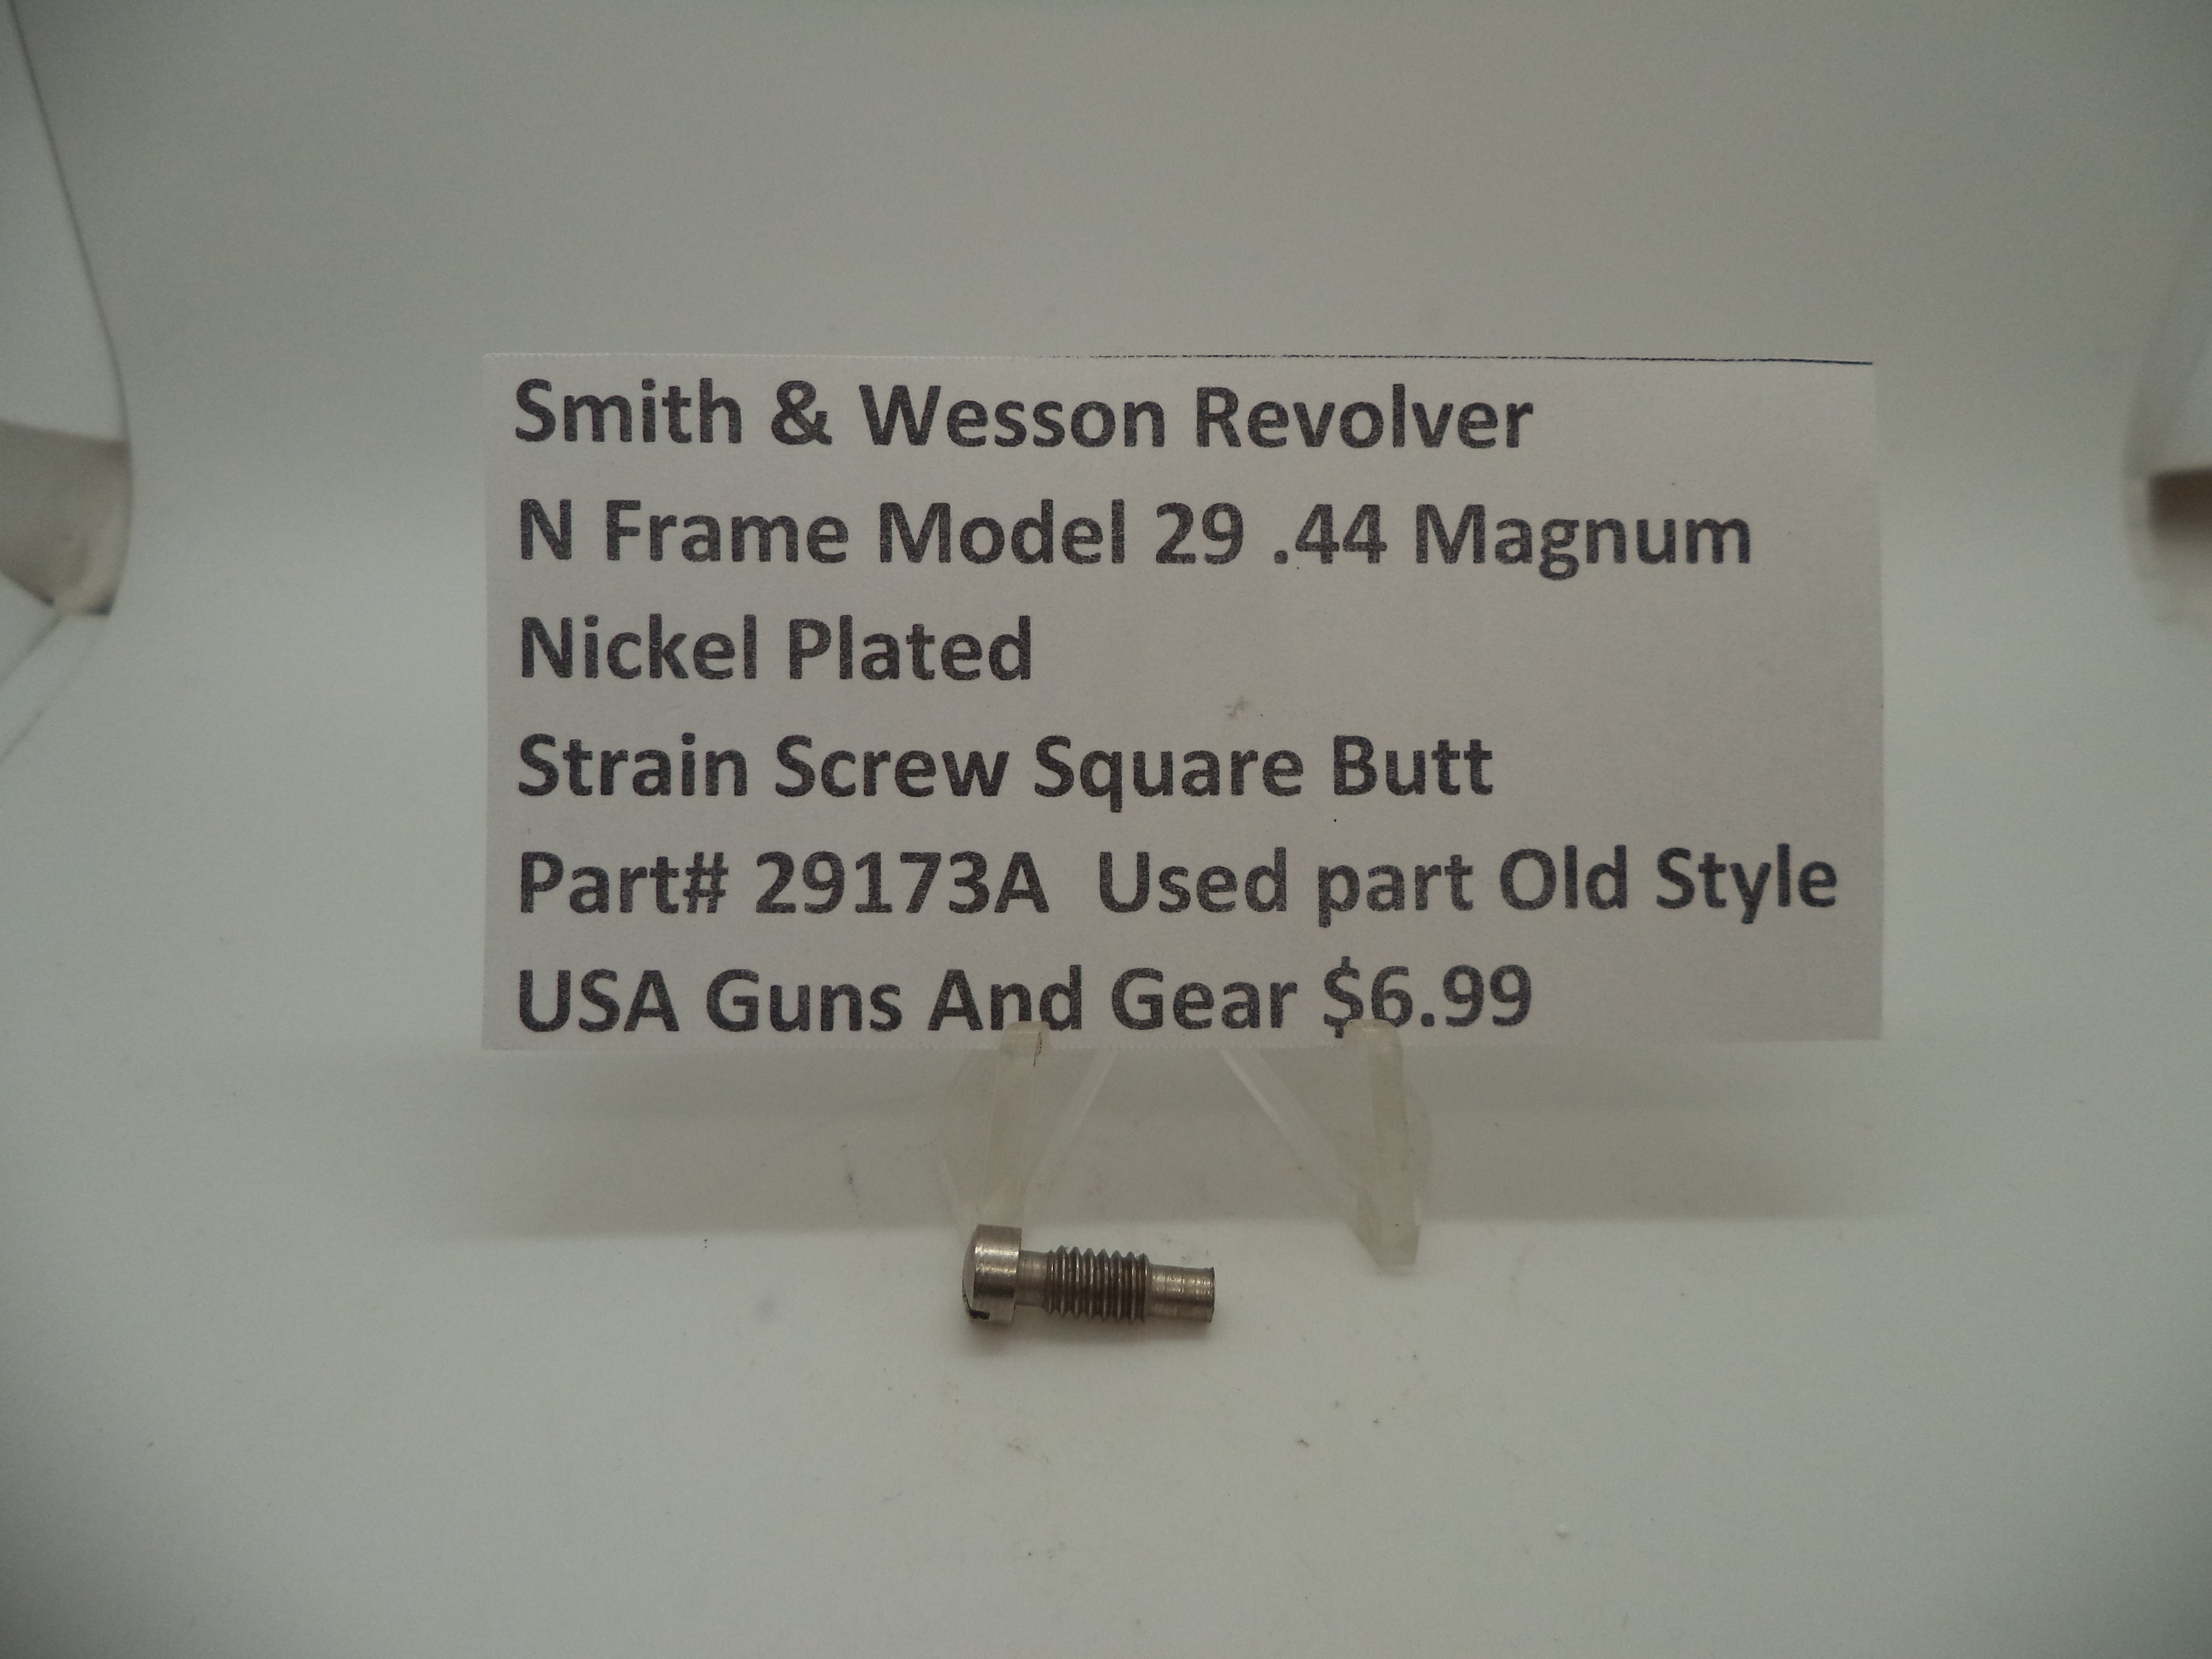 Smith & Wesson Revolver
N Frame Model 29 .44 Magnum
Nickel Plated
Strain Screw Square Butt
Part# 29173A  Used part Old Style
USA Guns And Gear $6.99